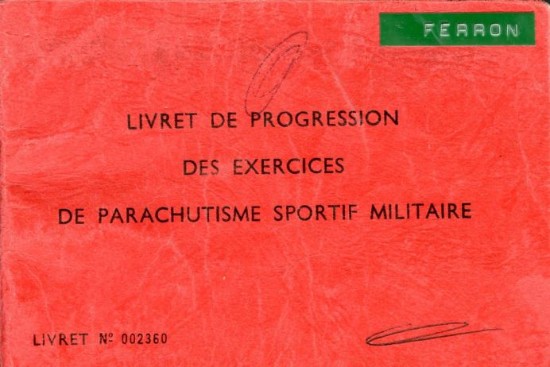 FERRON
LIVRET DE PROGRESSION
DES EXERCICES
DE PARACHUTISME SPORTIF MILITAIRE
LIVRET Nº 002360